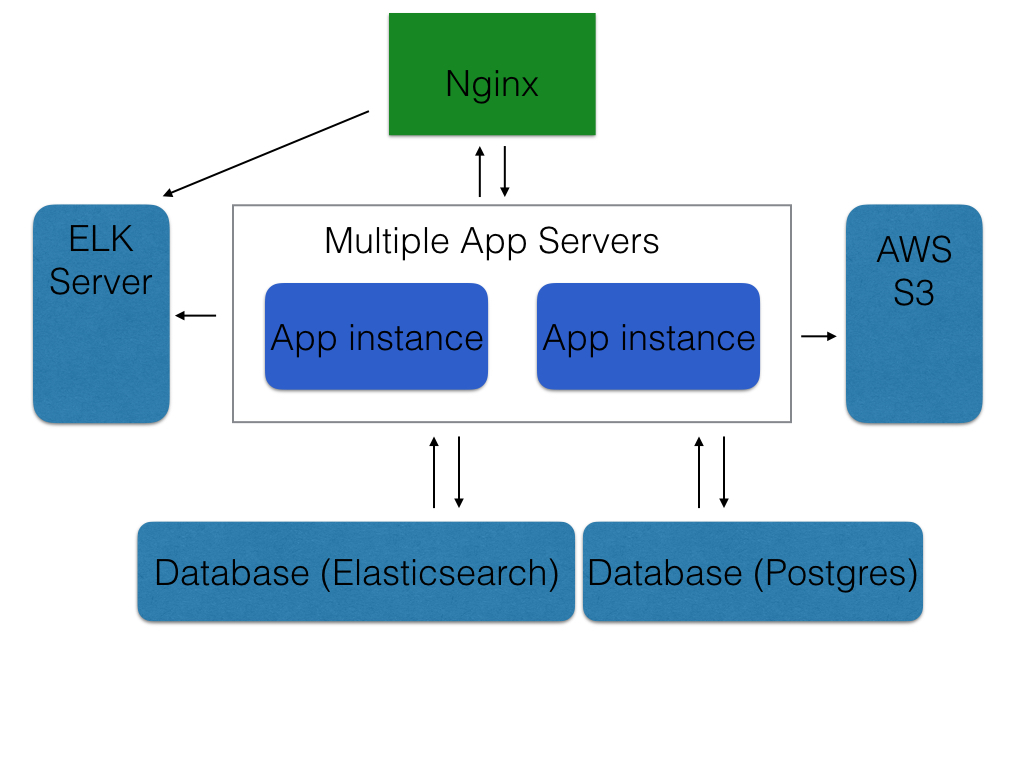 Nginx
ELK
Server
Multiple App Servers
AWS
S3
App instance
App instance
Database (Elasticsearch)
Database (Postgres)